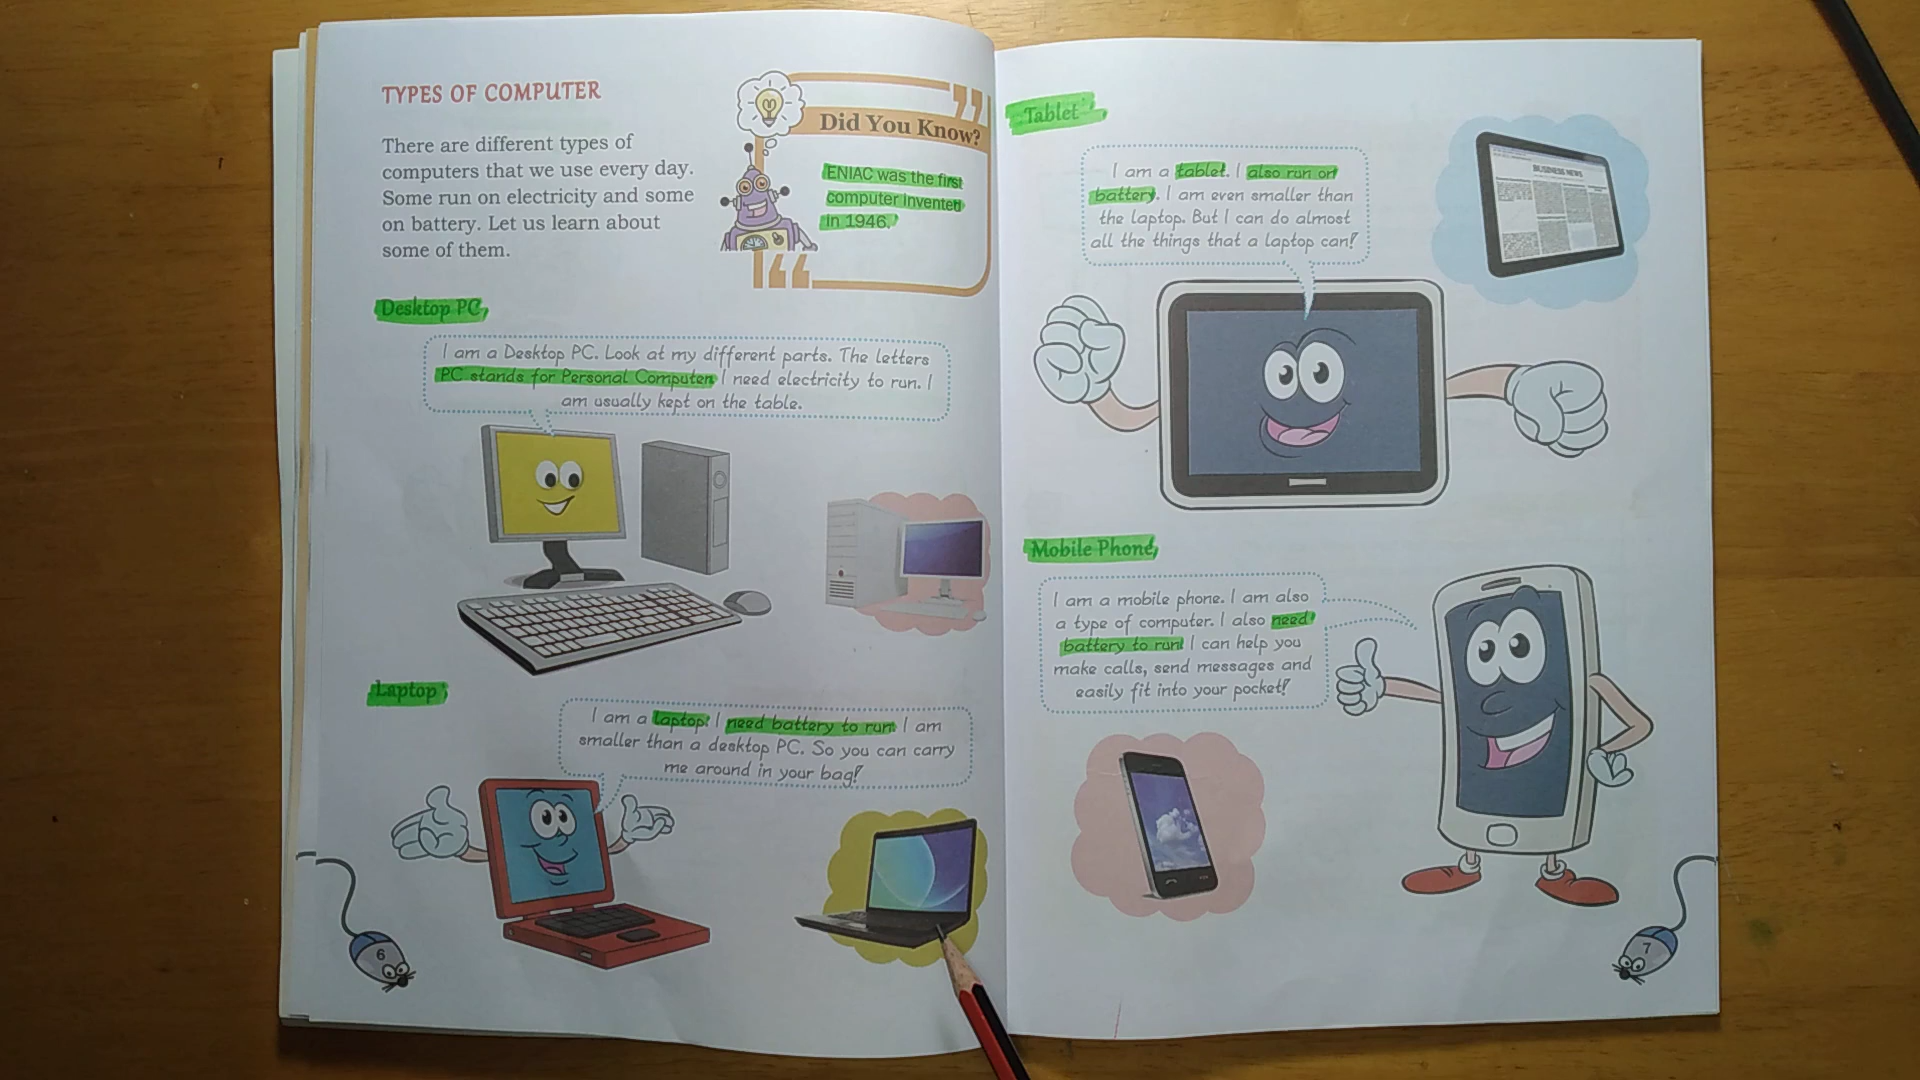 TYPES OF COMPUTER
There are different types of
computers that we use every day.
Some run on electricity and some
on battery. Let us learn about
some of them.
Did You Know?
ENIAC was the first
computer invented
in 1946.
Desktop PC
I am a Desktop PC. Look at my different parts. The letters
PC stands for Personal Computer. I need electricity to run. I
am usually kept on the table.
Laptop
I am a laptop. I need battery to run. I am
smaller than a desktop PC. So you can carry
me around in your bag!
6
Tablet
I am a tablet. I also run on
battery. I am even smaller than
the laptop. But I can do almost
all the things that a laptop can!
BUSINESS NEWS
Mobile Phone
I am a mobile phone. I am also
a type of computer. I also need
battery to run. I can help you
make calls, send messages and
easily fit into your pocket!
7